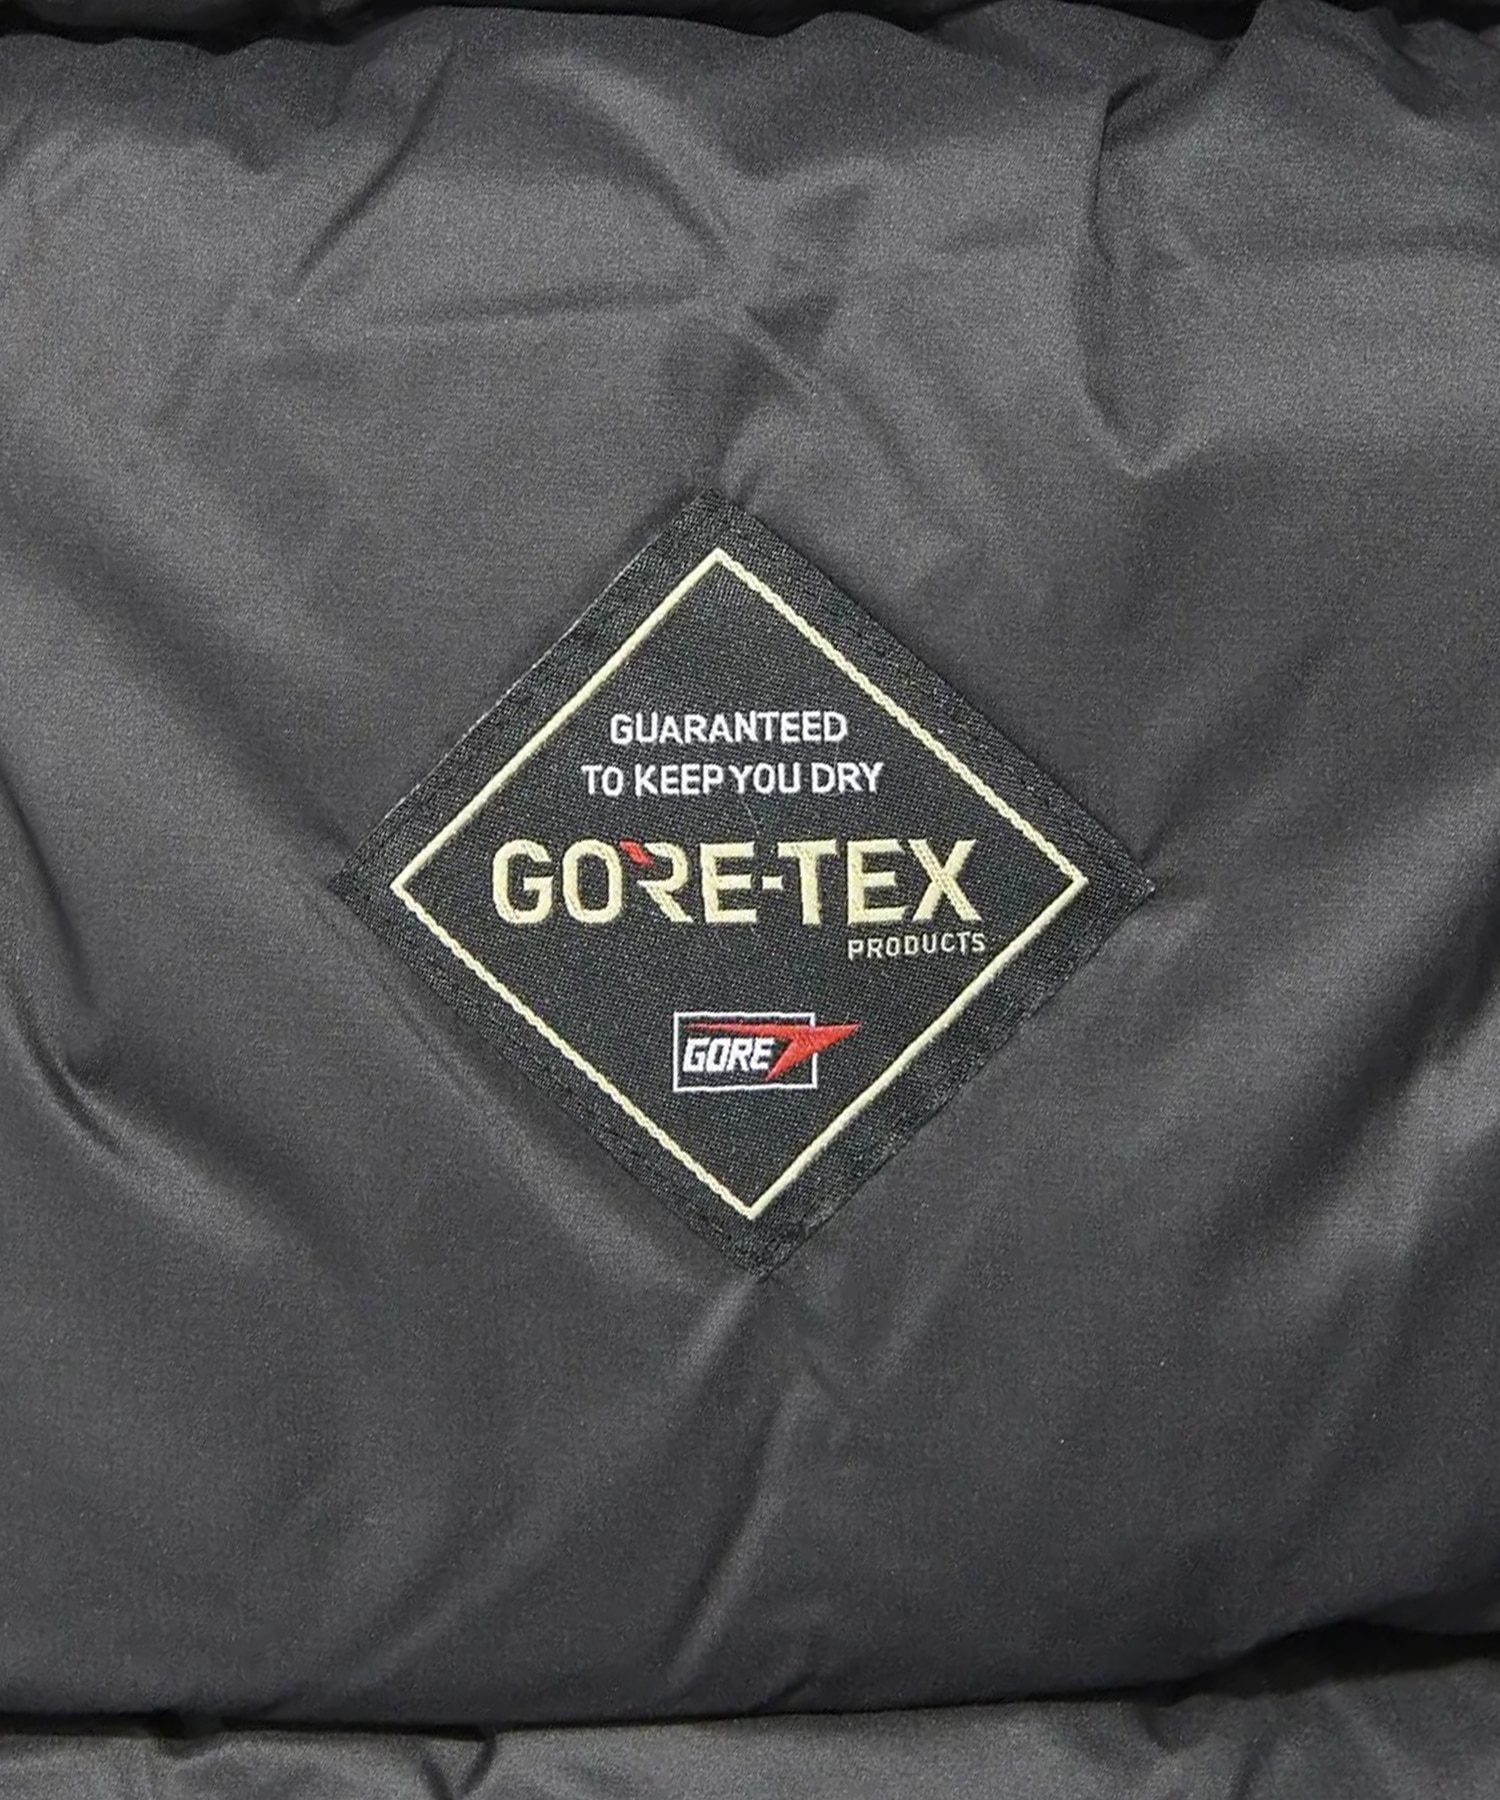 GUARANTEED
TO KEEP YOU DRY
GORE-TEX
PRODUCTS
GORE